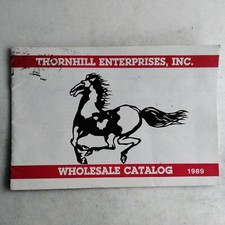 THORNHILL ENTERPRISES, INC.
WHOLESALE CATALOG 1989